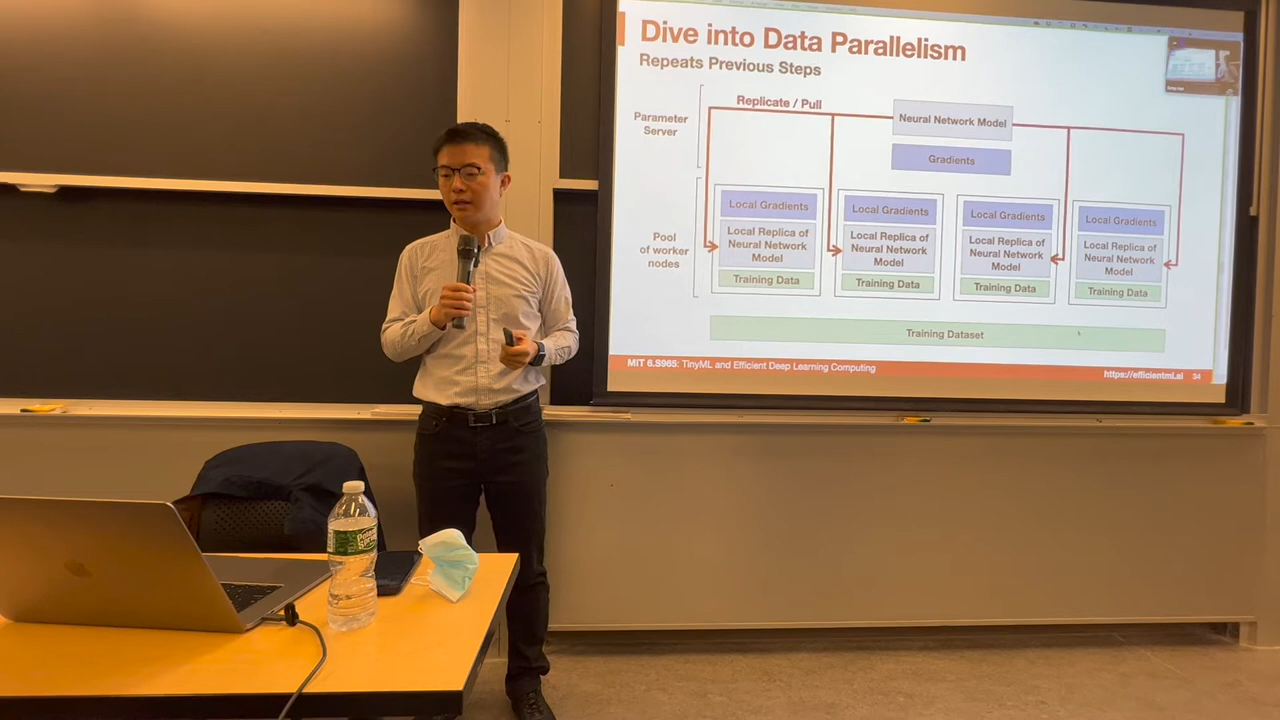 Dive into Data Parallelism
Repeats Previous Steps
Replicate / Pull
Parameter
Server
Neural Network Model
Gradients
Pool
of worker
nodes
Local Gradients
Local Replica of
Neural Network
Model
Training Data
Local Gradients
Local Replica of
Neural Network
Model
Training Data
Local Gradients
Local Replica of
Neural Network
Model
Training Data
Local Gradients
Local Replica of
Neural Network
Model
Training Data
Training Dataset
MIT 6.S965: TinyML and Efficient Deep Learning Computing
https://efficientml.ai
34